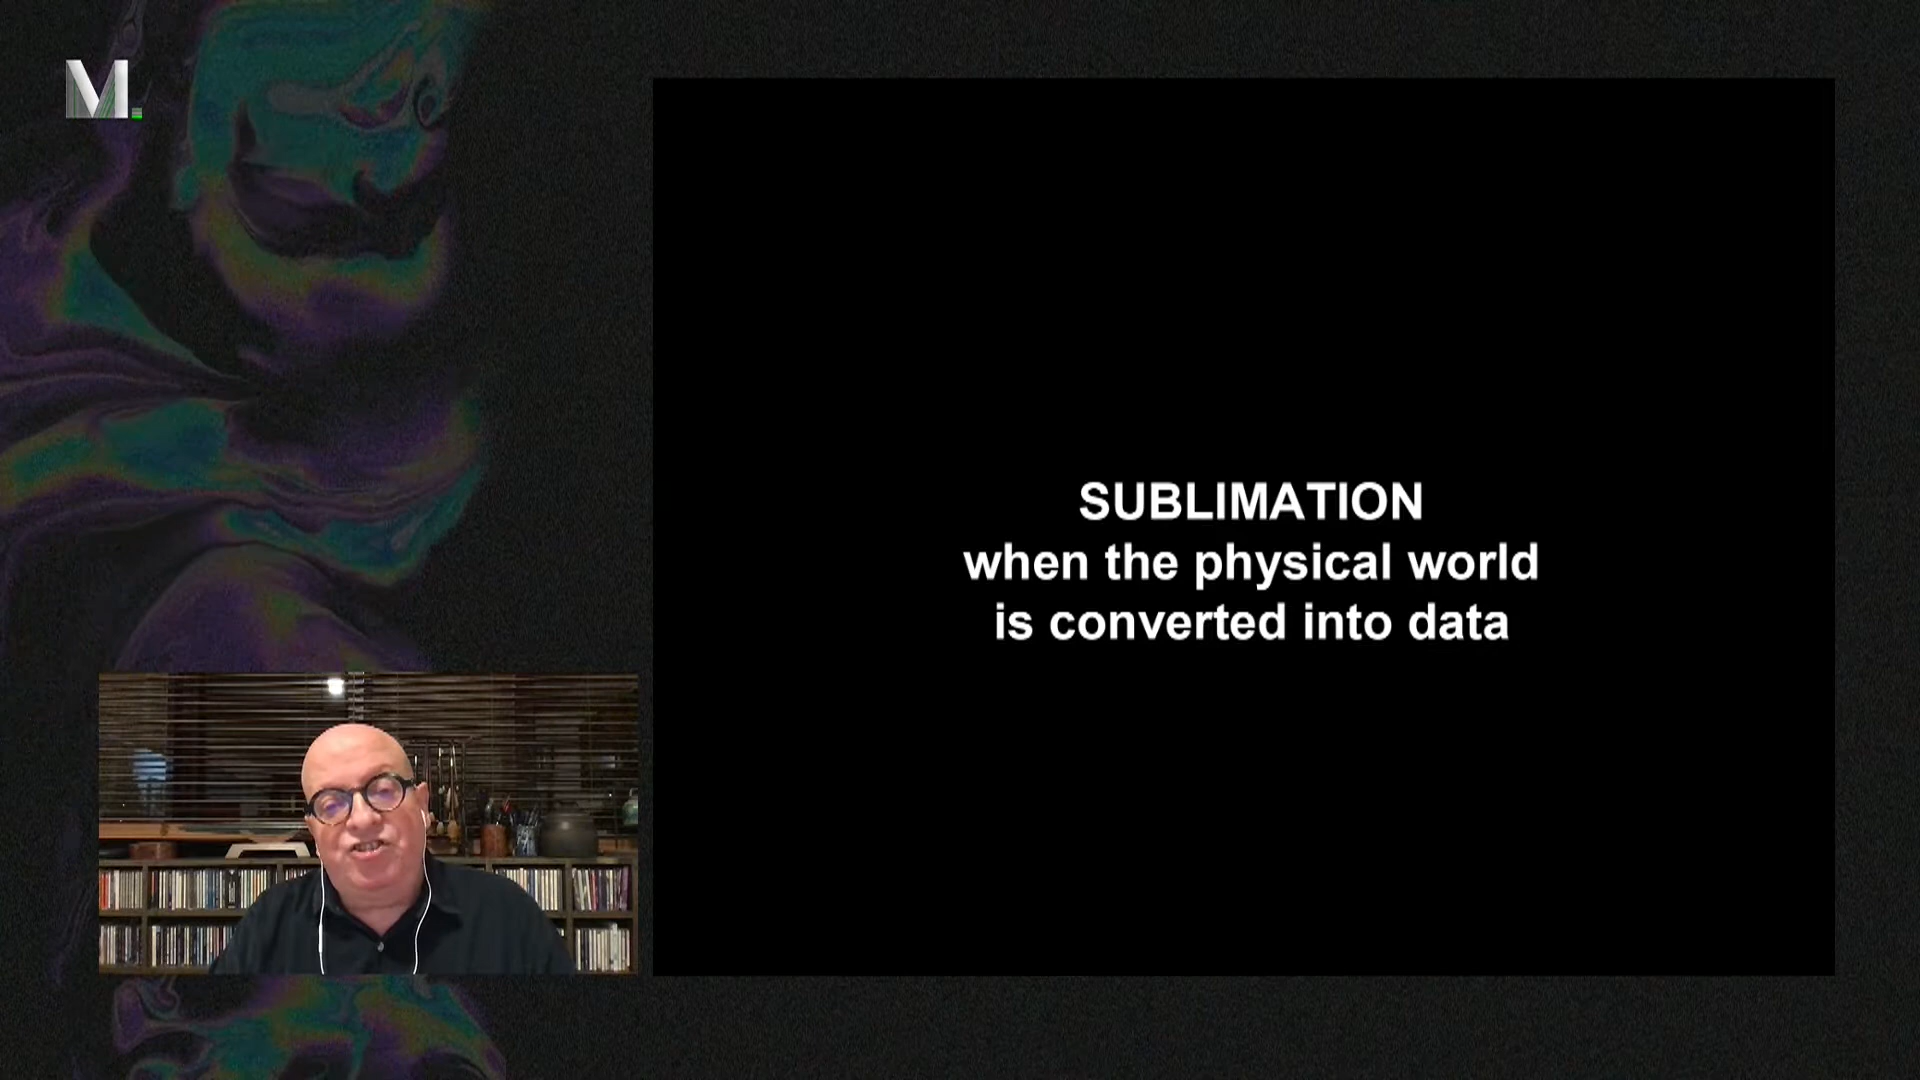 M.
SUBLIMATION
when the physical world
is converted into data